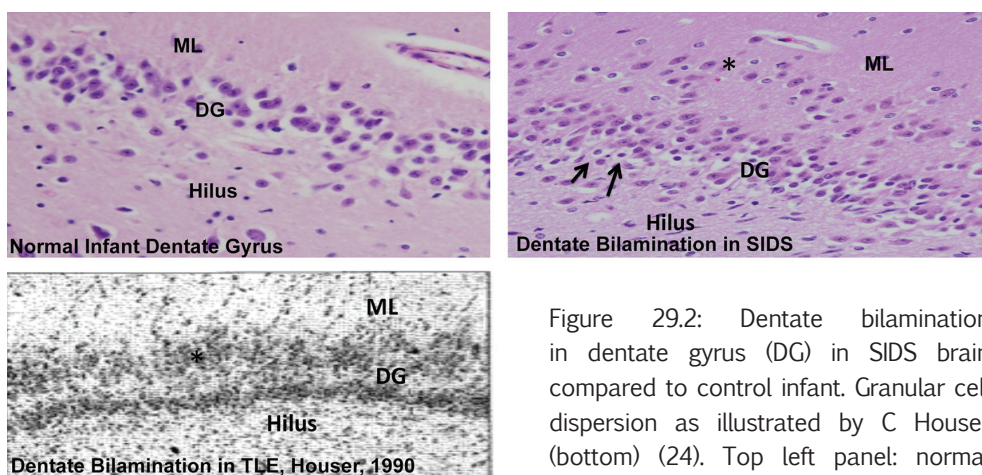 ML
DG
Hilus
Normal Infant Dentate Gyrus
*
ML
DG
Hilus
Dentate Bilamination in SIDS
ML
*
DG
Hilus
Dentate Bilamination in TLE, Houser, 1990
Figure 29.2: Dentate bilamination
in dentate gyrus (DG) in SIDS brain
compared to control infant. Granular cell
dispersion as illustrated by C Houser
(bottom) (24). Top left panel: normal